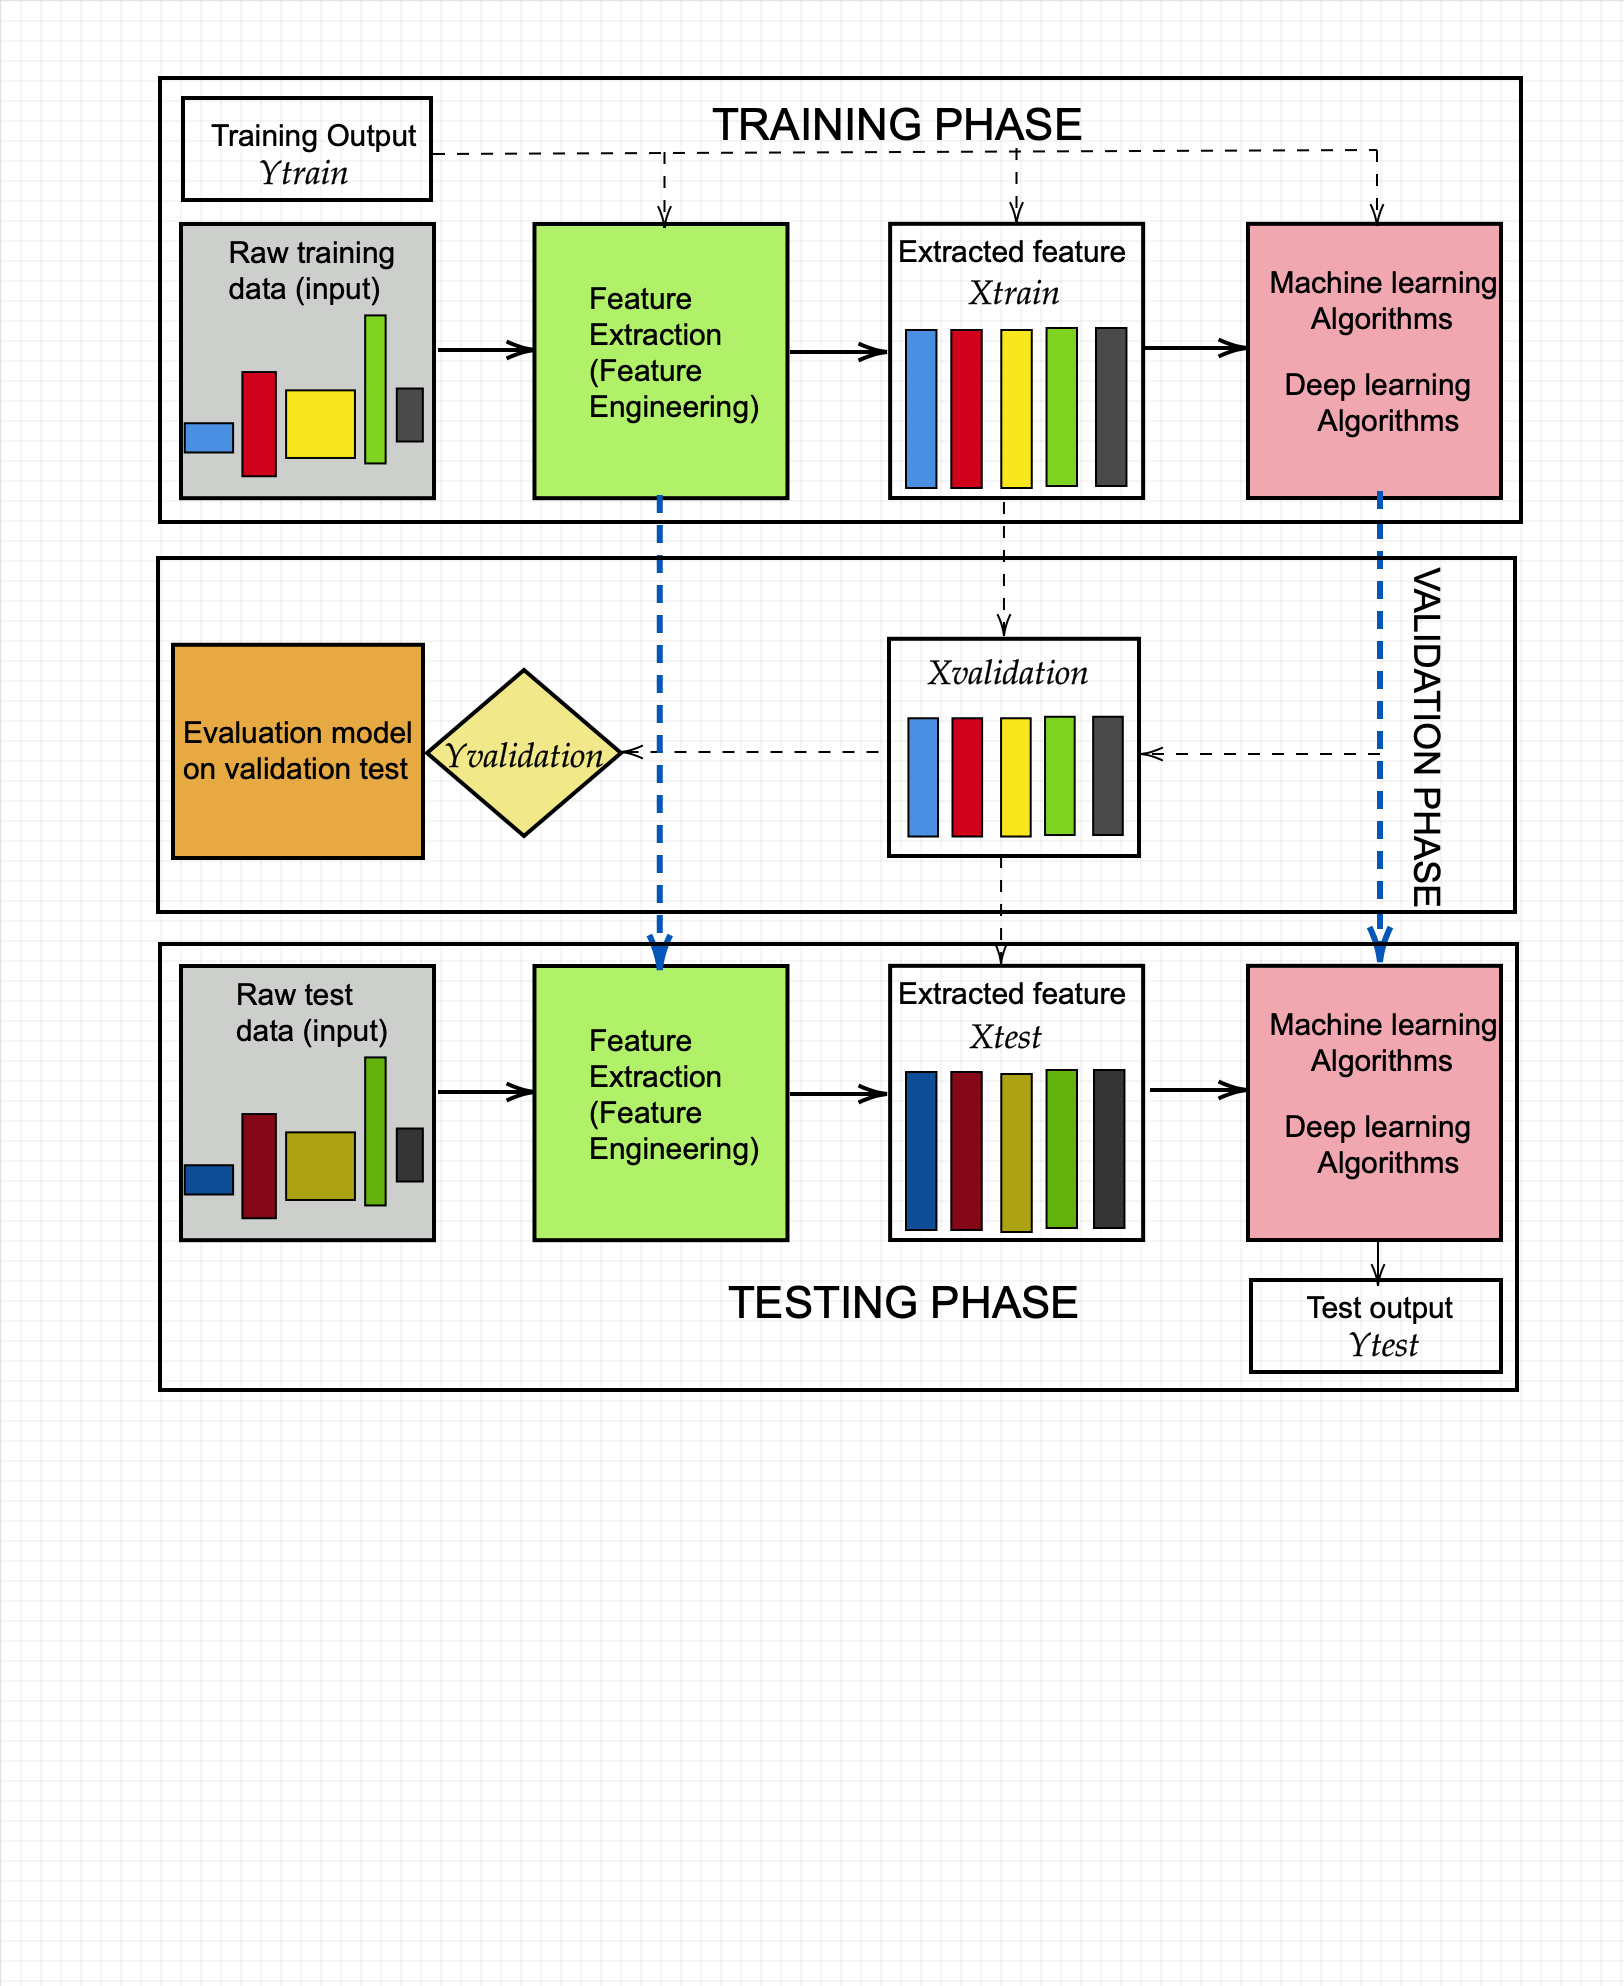 TRAINING PHASE
Training Output
Ytrain
Raw training
data (input)
Feature
Extraction
(Feature
Engineering)
Extracted feature
Xtrain
Machine learning
Algorithms
Deep learning
Algorithms
VALIDATION PHASE
Evaluation model
on validation test
Yvalidation
Xvalidation
Raw test
data (input)
Feature
Extraction
(Feature
Engineering)
Extracted feature
Xtest
Machine learning
Algorithms
Deep learning
Algorithms
TESTING PHASE
Test output
Ytest